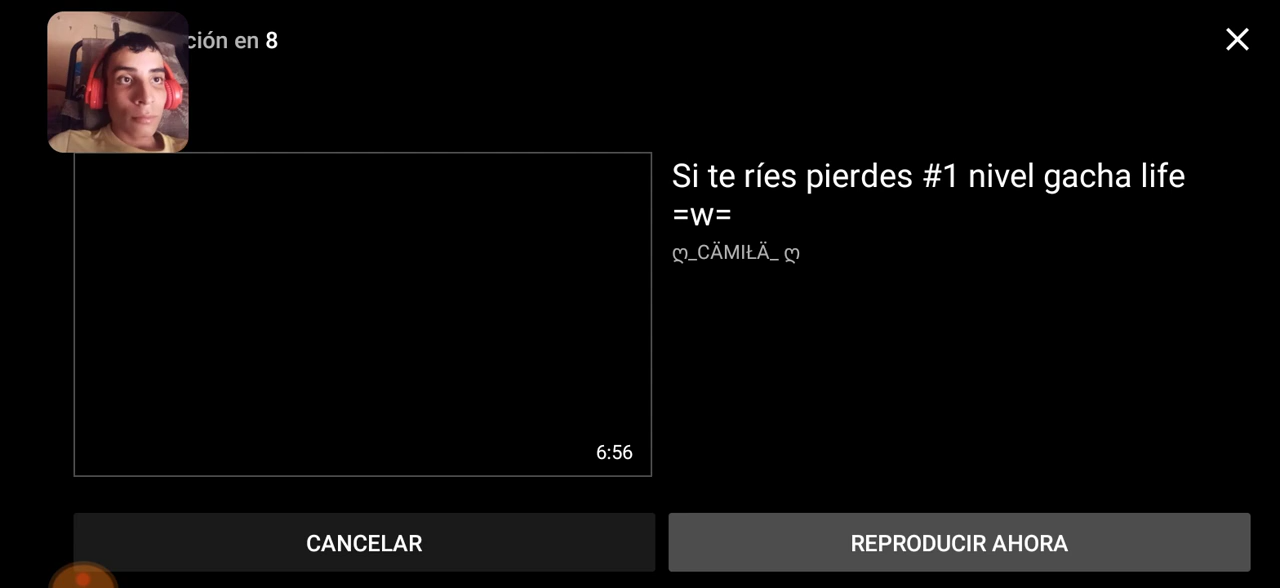 ción en 8
Si te ríes pierdes #1 nivel gacha life
=w=
ღ_CÄMIŁÄ_ ღ
6:56
CANCELAR
REPRODUCIR AHORA